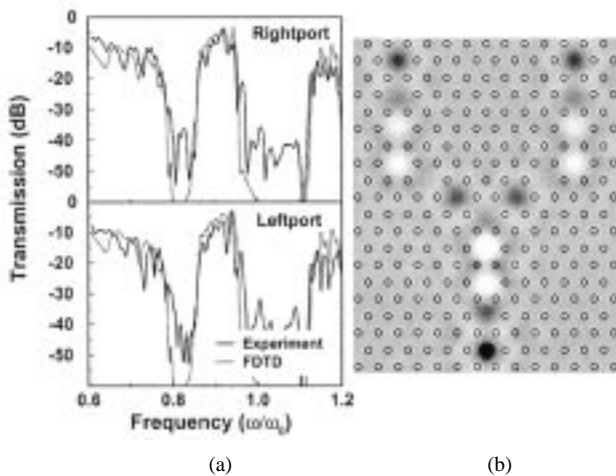 0
-10
-20
-30
-40
-50
0
-10
-20
-30
-40
-50
Transmission (dB)
Rightport
Leftport
Experiment
FDTD
0.6 0.8 1.0 1.2
Frequency (ω/ω₀)
(a) (b)